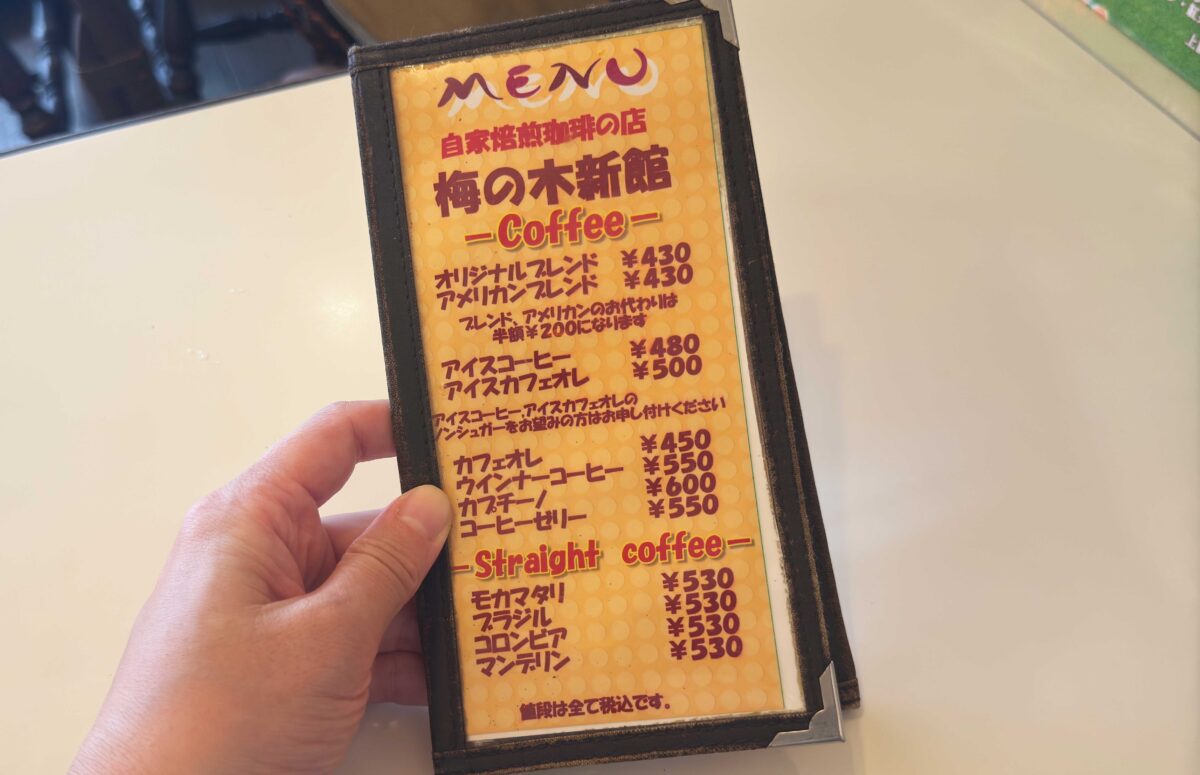 MENU
自家焙煎珈琲の店
梅の木新館
－Coffee－
オリジナルブレンド ¥430
アメリカンブレンド ¥430
ブレンド、アメリカンのお代わりは
半額¥200になります
アイスコーヒー ¥480
アイスカフェオレ ¥500
アイスコーヒー,アイスカフェオレの
ノンシュガーをお望みの方はお申し付けください
カフェオレ ¥450
ウインナーコーヒー ¥550
カプチーノ ¥600
コーヒーゼリー ¥550
－Straight coffee－
モカマタリ ¥530
ブラジル ¥530
コロンビア ¥530
マンデリン ¥530
値段は全て税込です。